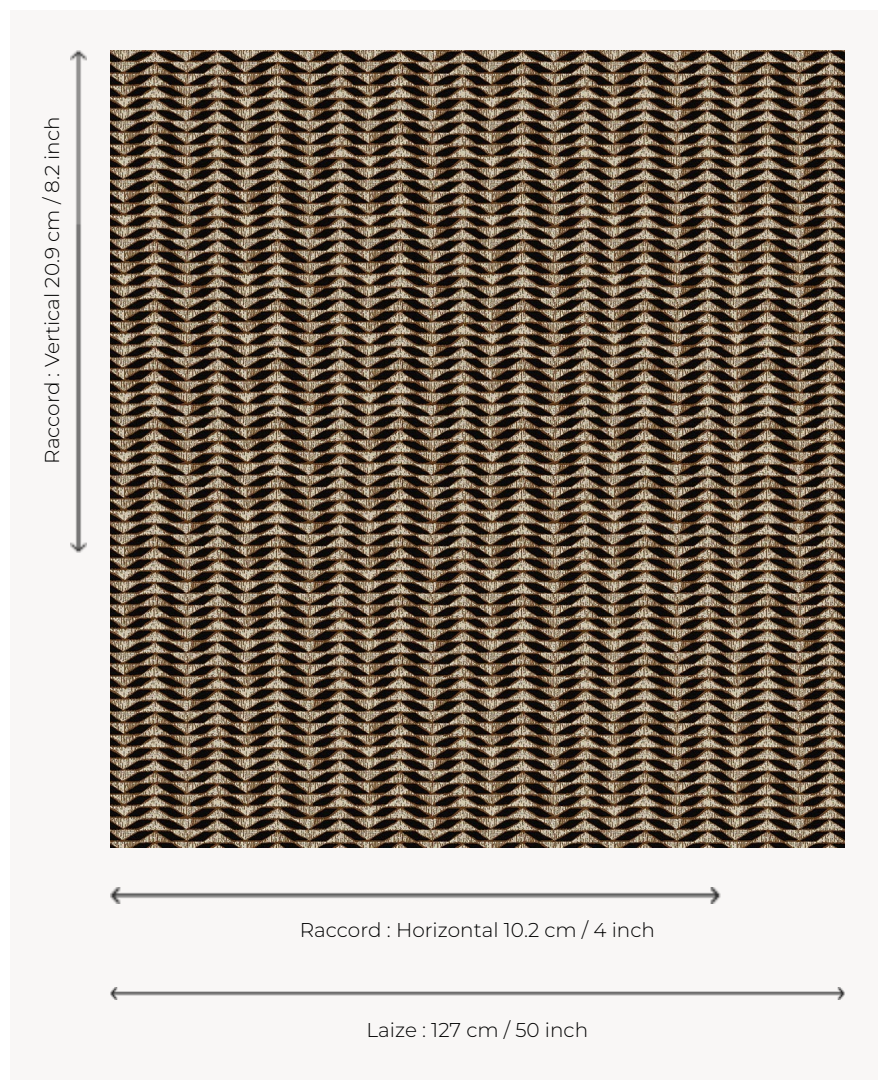 Raccord : Vertical 20.9 cm / 8.2 inch
Raccord : Horizontal 10.2 cm / 4 inch
Laize : 127 cm / 50 inch